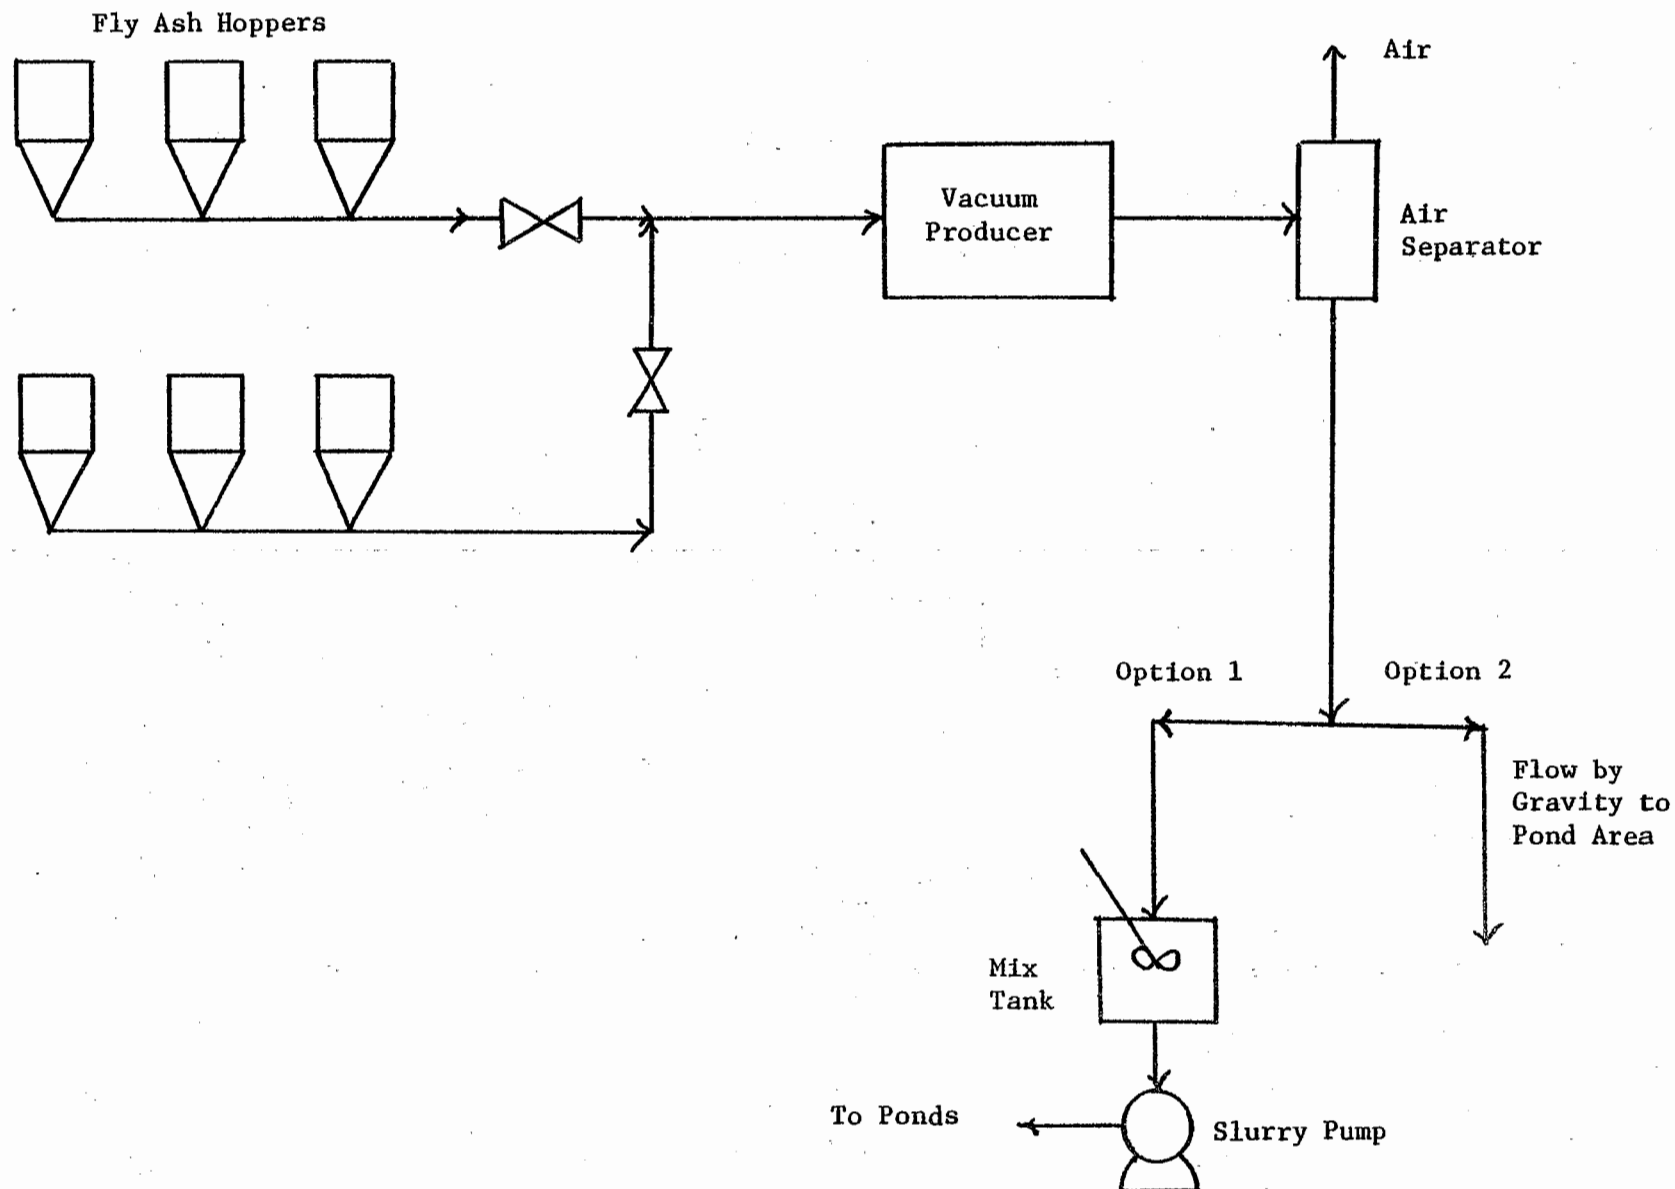 Fly Ash Hoppers
Air
Vacuum
Producer
Air
Separator
Option 1
Option 2
Flow by
Gravity to
Pond Area
Mix
Tank
To Ponds
Slurry Pump